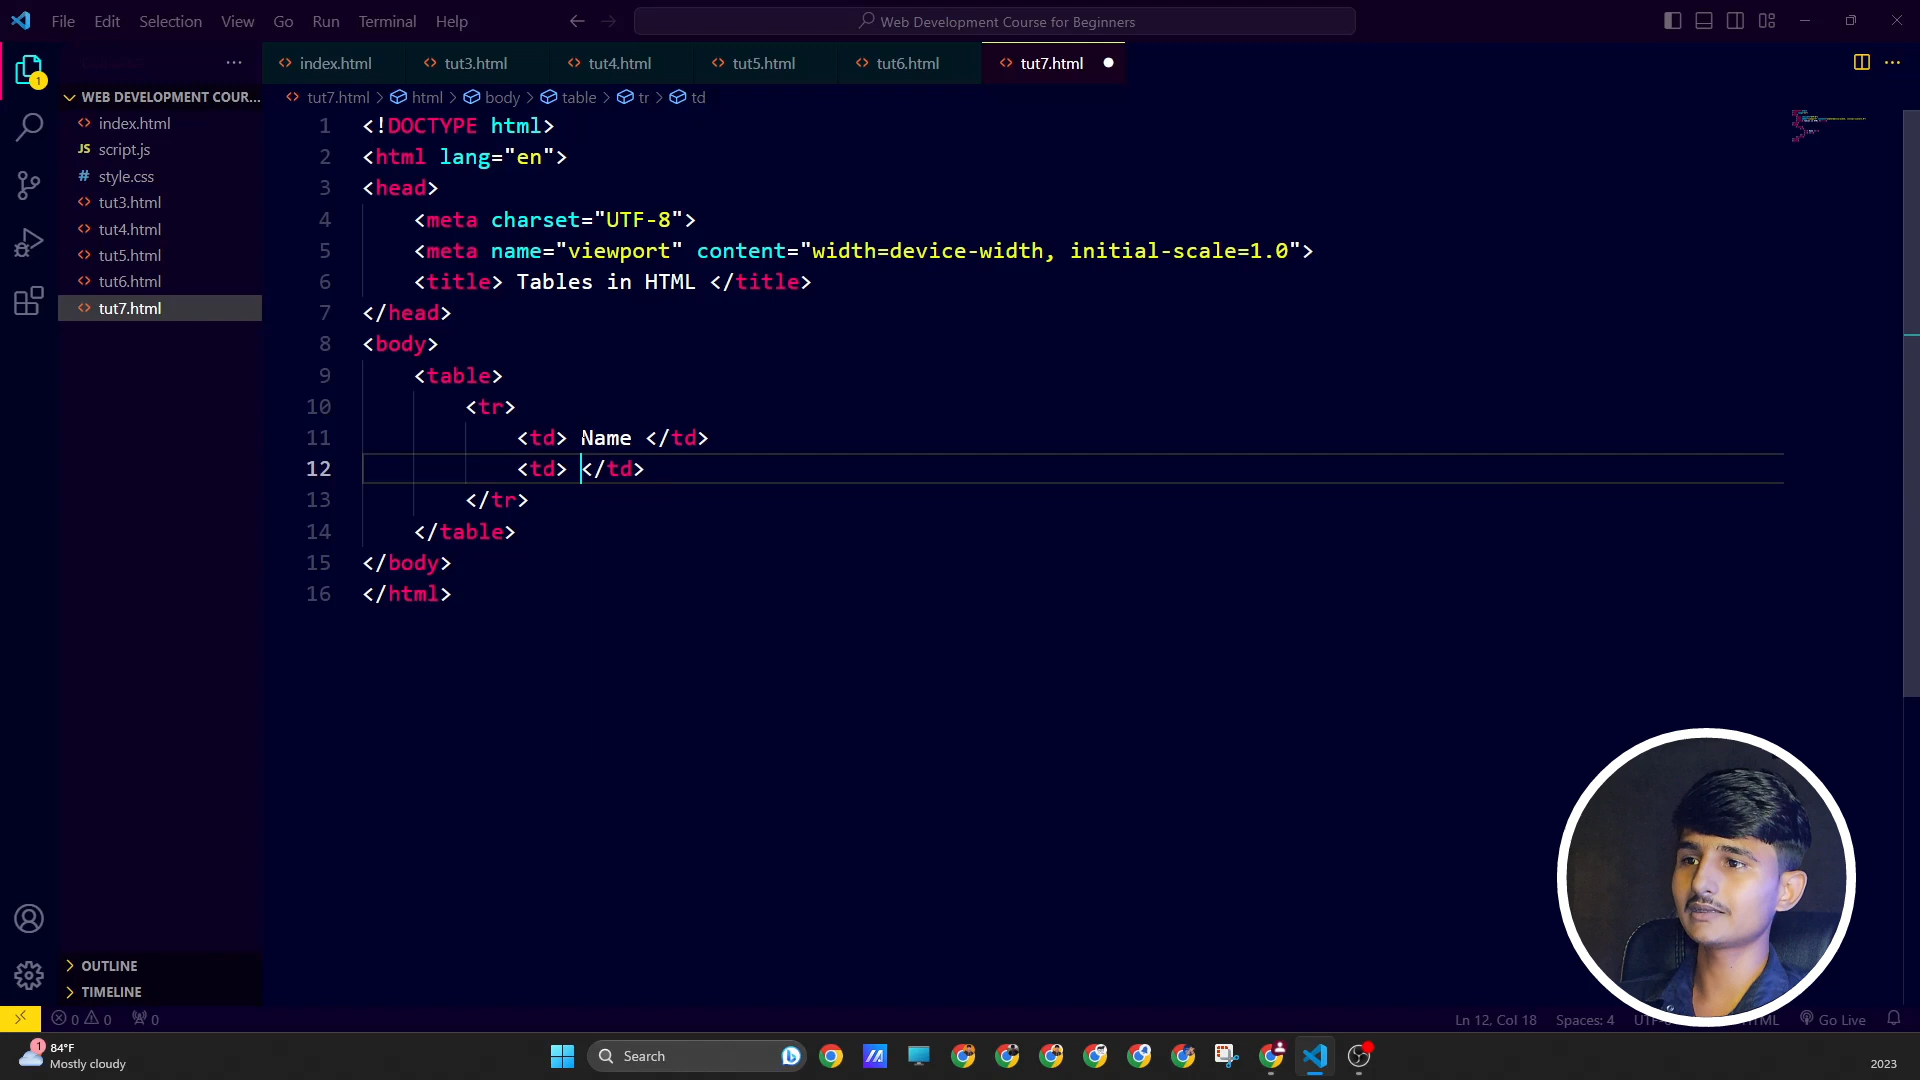 File Edit Selection View Go Run Terminal Help
Web Development Course for Beginners
index.html
tut3.html
tut4.html
tut5.html
tut6.html
tut7.html
1
WEB DEVELOPMENT COUR...
index.html
JS script.js
# style.css
tut3.html
tut4.html
tut5.html
tut6.html
tut7.html
tut7.html > html > body > table > tr > td
1 <!DOCTYPE html>
2 <html lang="en">
3 <head>
4 <meta charset="UTF-8">
5 <meta name="viewport" content="width=device-width, initial-scale=1.0">
6 <title> Tables in HTML </title>
7 </head>
8 <body>
9 <table>
10 <tr>
11 <td> Name </td>
12 <td> </td>
13 </tr>
14 </table>
15 </body>
16 </html>
OUTLINE
TIMELINE
0 0 0
Ln 12, Col 18 Spaces: 4 Go Live
1
84°F
Mostly cloudy
Search
2023